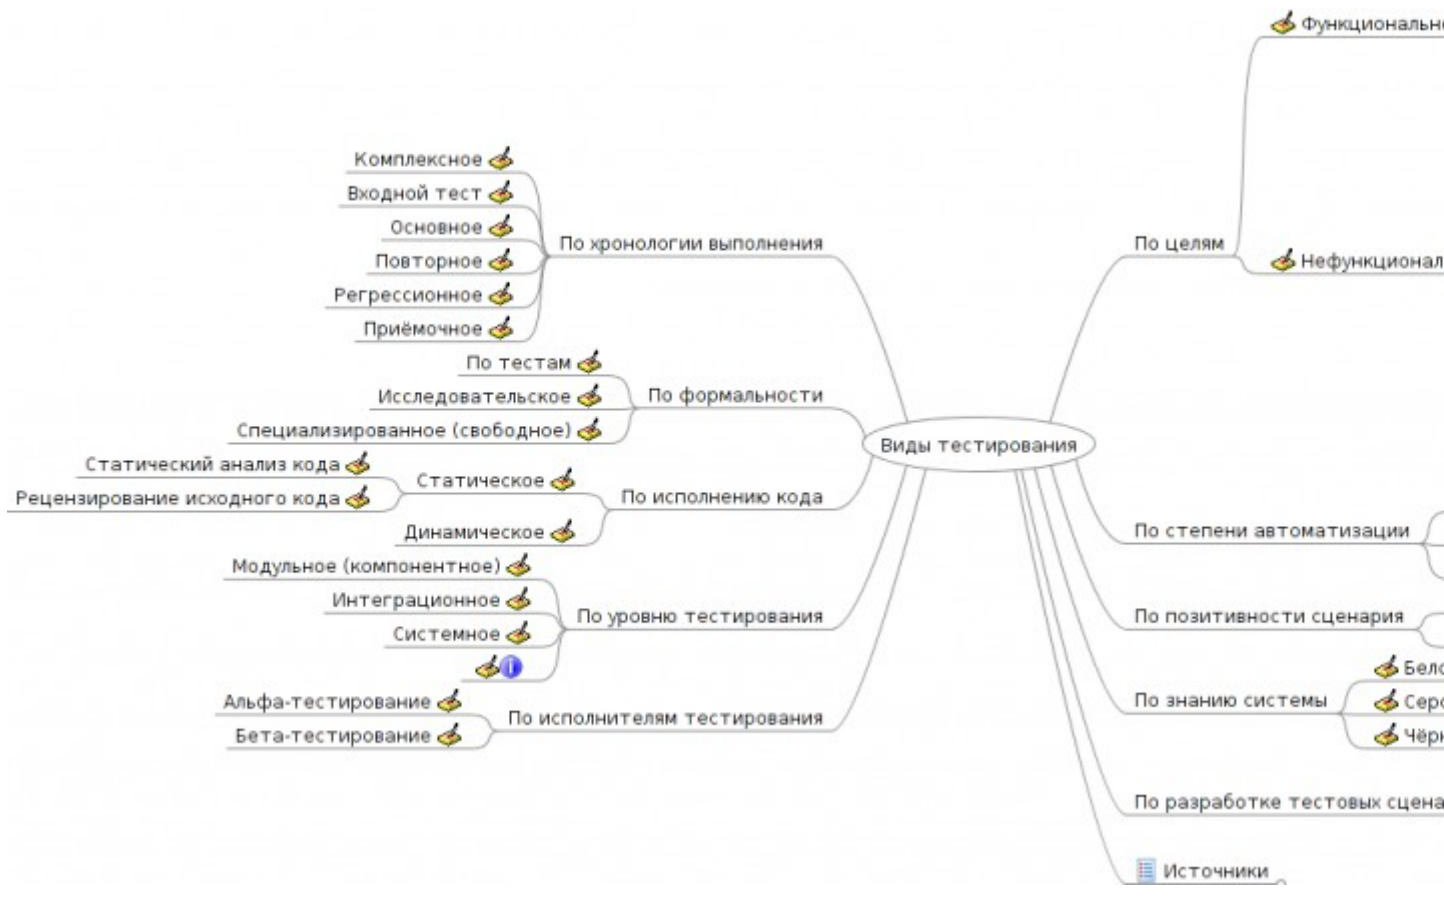 Комплексное
Входной тест
Основное
Повторное
Регрессионное
Приёмочное
По хронологии выполнения
По тестам
Исследовательское
Специализированное (свободное)
По формальности
Статический анализ кода
Рецензирование исходного кода
Статическое
Динамическое
По исполнению кода
Модульное (компонентное)
Интеграционное
Системное
По уровню тестирования
Альфа-тестирование
Бета-тестирование
По исполнителям тестирования
Виды тестирования
Функциональн
По целям
Нефункционал
По степени автоматизации
По позитивности сценария
По знанию системы
Бело
Серо
Чёрн
По разработке тестовых сцена
Источники